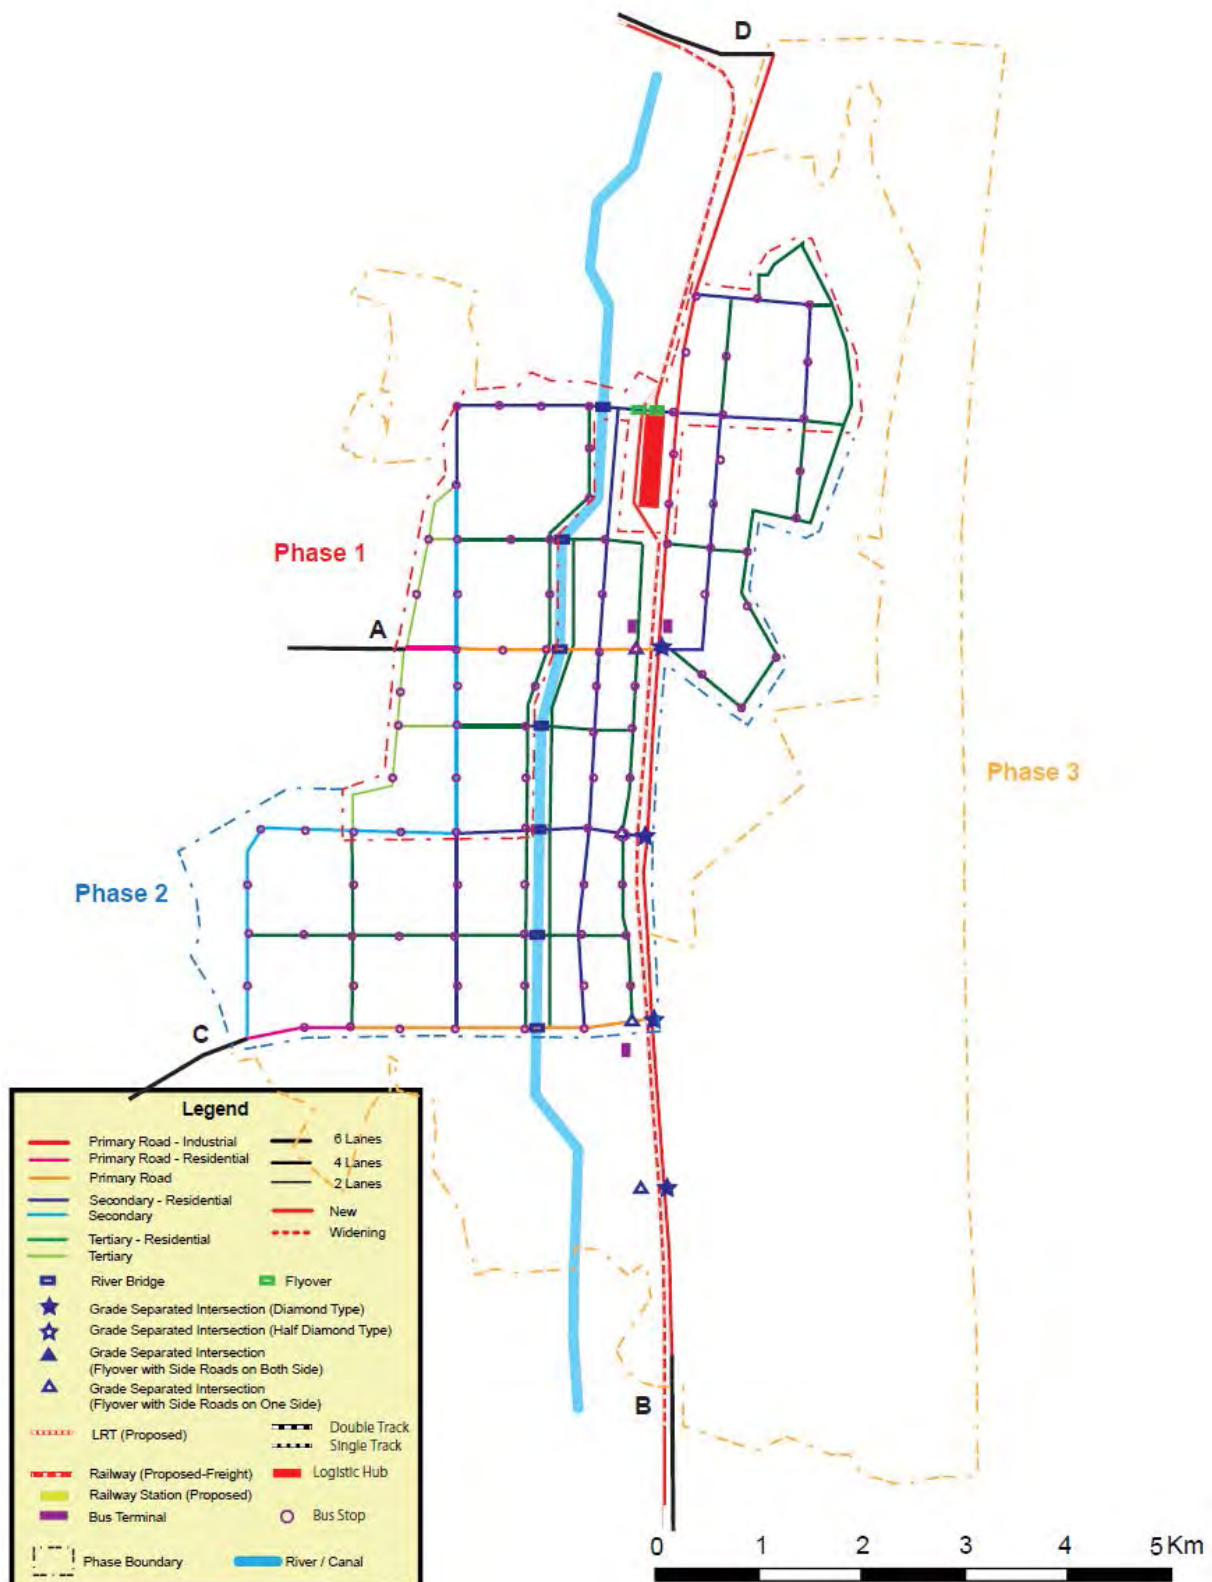 D
Phase 1
A
Phase 3
Phase 2
C
Legend
Primary Road - Industrial
6 Lanes
Primary Road - Residential
4 Lanes
Primary Road
2 Lanes
Secondary - Residential
Secondary
New
Widening
Tertiary - Residential
Tertiary
River Bridge
Flyover
Grade Separated Intersection (Diamond Type)
Grade Separated Intersection (Half Diamond Type)
Grade Separated Intersection
(Flyover with Side Roads on Both Side)
Grade Separated Intersection
(Flyover with Side Roads on One Side)
B
LRT (Proposed)
Double Track
Single Track
Railway (Proposed-Freight)
Logistic Hub
Railway Station (Proposed)
Bus Terminal
Bus Stop
Phase Boundary
River / Canal
0 1 2 3 4 5 Km